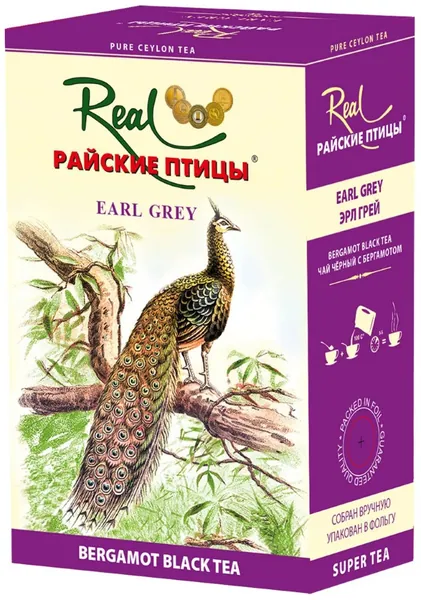 PURE CEYLON TEA
Real
РАЙСКИЕ ПТИЦЫ®
EARL GREY
BERGAMOT BLACK TEA
PURE CEYLON TEA
Real
РАЙСКИЕ ПТИЦЫ®
EARL GREY
ЭРЛ ГРЕЙ
BERGAMOT BLACK TEA
ЧАЙ ЧЁРНЫЙ С БЕРГАМОТОМ
PACKED IN FOIL
GUARANTEED QUALITY
СОБРАН ВРУЧНУЮ
УПАКОВАН В ФОЛЬГУ
SUPER TEA